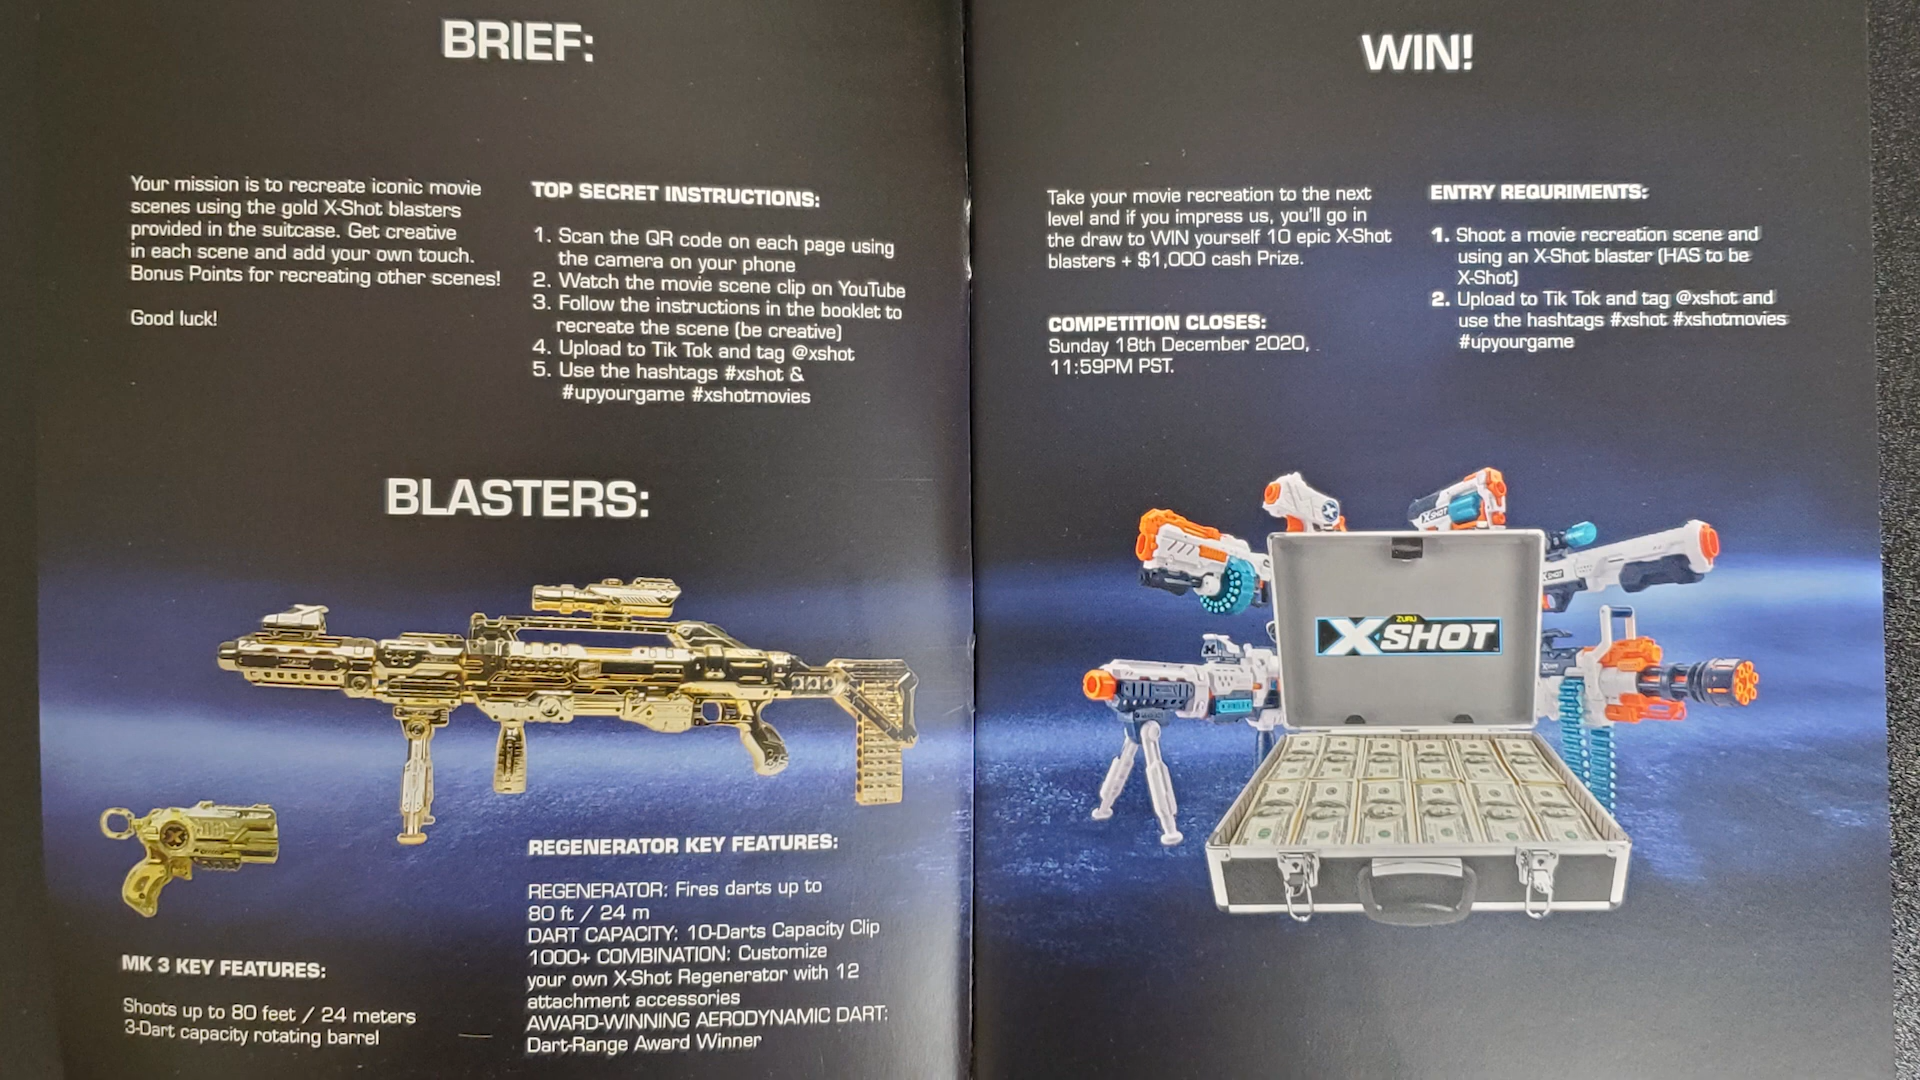 BRIEF:
Your mission is to recreate iconic movie
scenes using the gold X-Shot blasters
provided in the suitcase. Get creative
in each scene and add your own touch.
Bonus Points for recreating other scenes!
Good luck!
TOP SECRET INSTRUCTIONS:
1. Scan the QR code on each page using
the camera on your phone
2. Watch the movie scene clip on YouTube
3. Follow the instructions in the booklet to
recreate the scene (be creative)
4. Upload to Tik Tok and tag @xshot
5. Use the hashtags #xshot &
#upyourgame #xshotmovies
BLASTERS:
MK 3 KEY FEATURES:
Shoots up to 80 feet / 24 meters
3-Dart capacity rotating barrel
REGENERATOR KEY FEATURES:
REGENERATOR: Fires darts up to
80 ft / 24 m
DART CAPACITY: 10-Darts Capacity Clip
1000+ COMBINATION: Customize
your own X-Shot Regenerator with 12
attachment accessories
AWARD-WINNING AERODYNAMIC DART:
Dart-Range Award Winner
WIN!
Take your movie recreation to the next
level and if you impress us, you'll go in
the draw to WIN yourself 10 epic X-Shot
blasters + $1,000 cash Prize.
COMPETITION CLOSES:
Sunday 18th December 2020,
11:59PM PST.
ENTRY REQURIMENTS:
1. Shoot a movie recreation scene and
using an X-Shot blaster (HAS to be
X-Shot)
2. Upload to Tik Tok and tag @xshot and
use the hashtags #xshot #xshotmovies
#upyourgame
XSHOT
ZURU
XSHOT